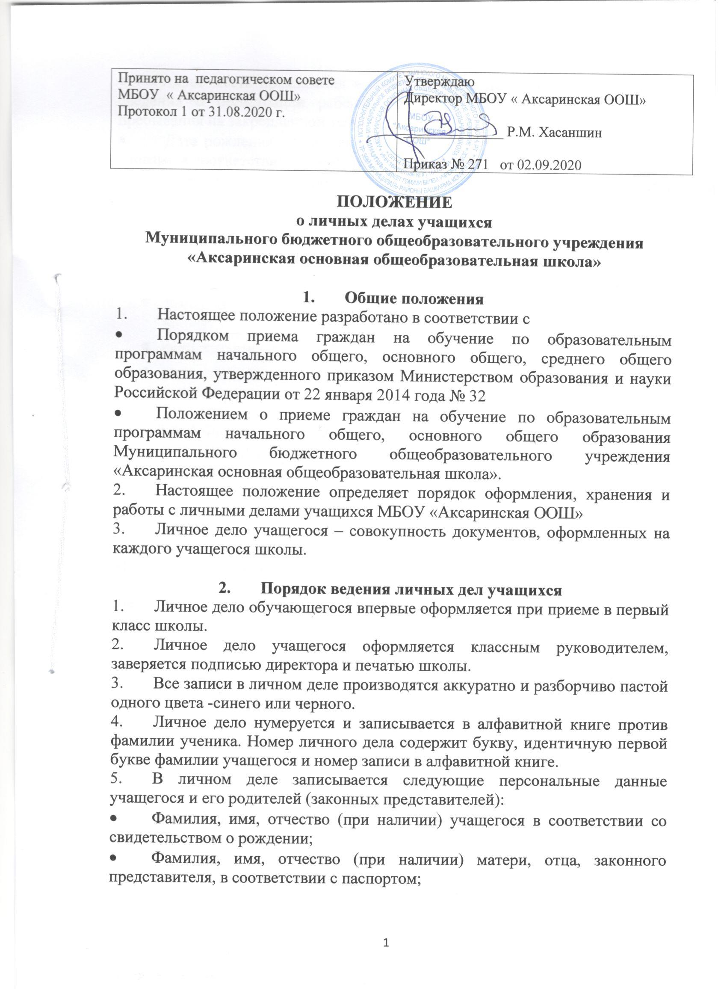 Принято на педагогическом совете
МБОУ « Аксаринская ООШ»
Протокол 1 от 31.08.2020 г.
Утверждаю
Директор МБОУ « Аксаринская ООШ»
Р.М. Хасаншин
Приказ № 271 от 02.09.2020
МБОУ
"Аксаринская
ООШ"
ПОЛОЖЕНИЕ
о личных делах учащихся
Муниципального бюджетного общеобразовательного учреждения
«Аксаринская основная общеобразовательная школа»
1. Общие положения
1. Настоящее положение разработано в соответствии с
● Порядком приема граждан на обучение по образовательным
программам начального общего, основного общего, среднего общего
образования, утвержденного приказом Министерством образования и науки
Российской Федерации от 22 января 2014 года № 32
● Положением о приеме граждан на обучение по образовательным
программам начального общего, основного общего образования
Муниципального бюджетного общеобразовательного учреждения
«Аксаринская основная общеобразовательная школа».
2. Настоящее положение определяет порядок оформления, хранения и
работы с личными делами учащихся МБОУ «Аксаринская ООШ»
3. Личное дело учащегося – совокупность документов, оформленных на
каждого учащегося школы.
2. Порядок ведения личных дел учащихся
1. Личное дело обучающегося впервые оформляется при приеме в первый
класс школы.
2. Личное дело учащегося оформляется классным руководителем,
заверяется подписью директора и печатью школы.
3. Все записи в личном деле производятся аккуратно и разборчиво пастой
одного цвета -синего или черного.
4. Личное дело нумеруется и записывается в алфавитной книге против
фамилии ученика. Номер личного дела содержит букву, идентичную первой
букве фамилии учащегося и номер записи в алфавитной книге.
5. В личном деле записывается следующие персональные данные
учащегося и его родителей (законных представителей):
● Фамилия, имя, отчество (при наличии) учащегося в соответствии со
свидетельством о рождении;
● Фамилия, имя, отчество (при наличии) матери, отца, законного
представителя, в соответствии с паспортом;
1